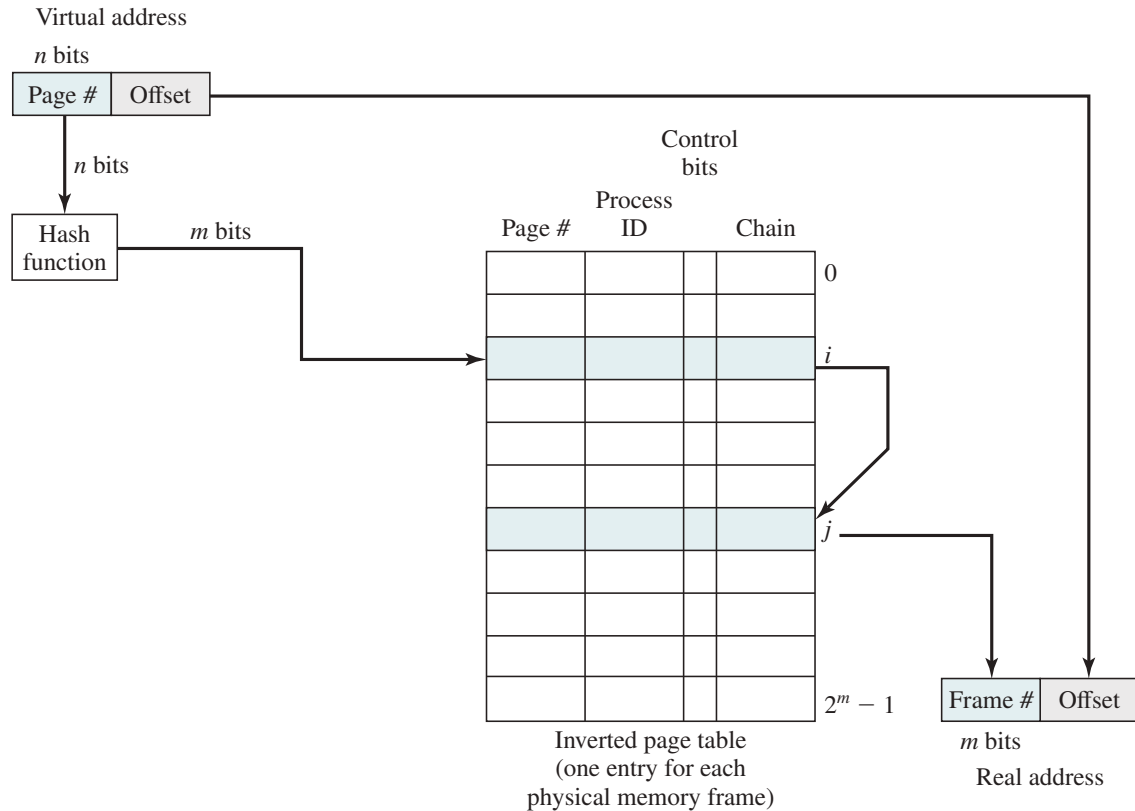 Virtual address
n bits
Page #
Offset
n bits
Hash
function
m bits
Control
bits
Process
Page #
ID
Chain
0
i
j
2^m − 1
Inverted page table
(one entry for each
physical memory frame)
Frame #
Offset
m bits
Real address